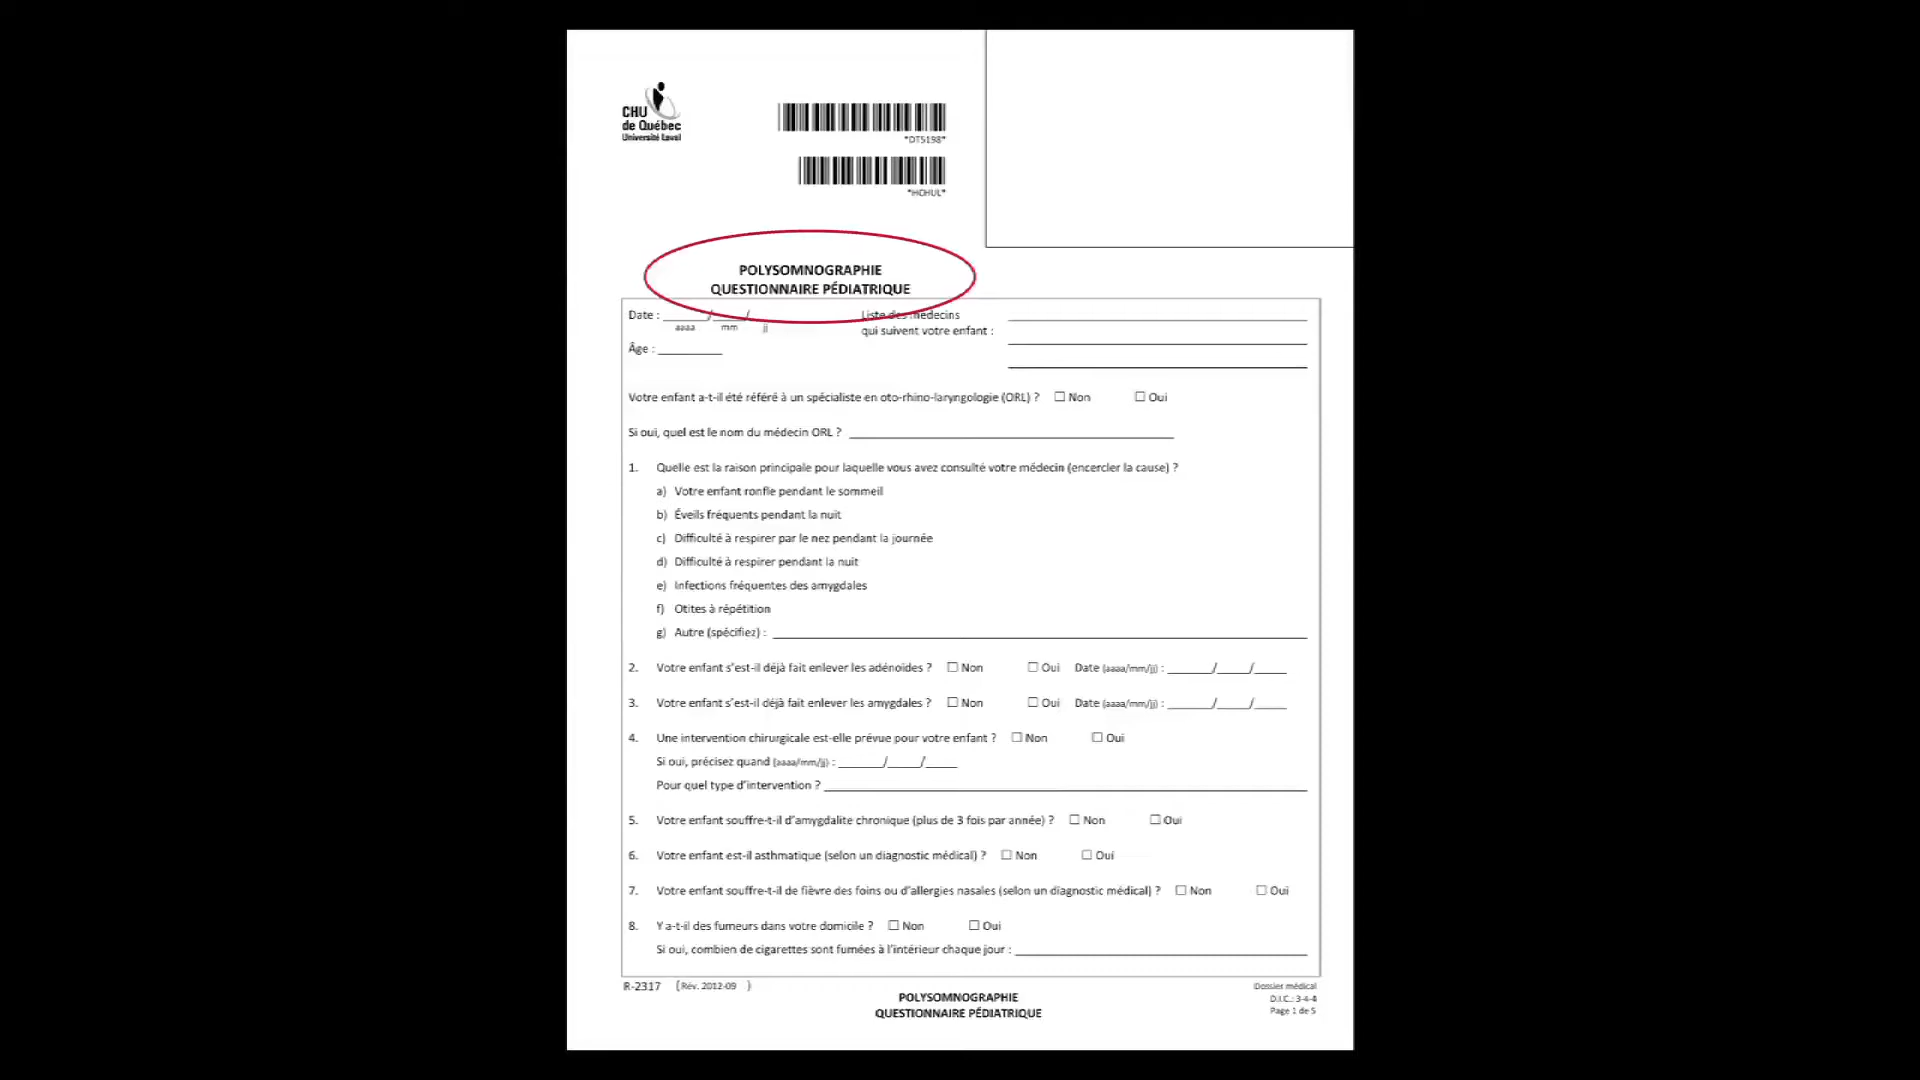 CHU
de Québec
Université Laval
*DT5198*
*HCHUL*
POLYSOMNOGRAPHIE
QUESTIONNAIRE PÉDIATRIQUE
Date : ______/____/ Liste des médecins
aaaa mm jj qui suivent votre enfant :
Âge :
Votre enfant a-t-il été référé à un spécialiste en oto-rhino-laryngologie (ORL) ? ☐ Non ☐ Oui
Si oui, quel est le nom du médecin ORL ?
1. Quelle est la raison principale pour laquelle vous avez consulté votre médecin (encercler la cause) ?
a) Votre enfant ronfle pendant le sommeil
b) Éveils fréquents pendant la nuit
c) Difficulté à respirer par le nez pendant la journée
d) Difficulté à respirer pendant la nuit
e) Infections fréquentes des amygdales
f) Otites à répétition
g) Autre (spécifiez) :
2. Votre enfant s'est-il déjà fait enlever les adénoïdes ? ☐ Non ☐ Oui Date (aaaa/mm/jj) : ______/____/____
3. Votre enfant s'est-il déjà fait enlever les amygdales ? ☐ Non ☐ Oui Date (aaaa/mm/jj) : ______/____/____
4. Une intervention chirurgicale est-elle prévue pour votre enfant ? ☐ Non ☐ Oui
Si oui, précisez quand (aaaa/mm/jj) : ______/____/____
Pour quel type d'intervention ?
5. Votre enfant souffre-t-il d'amygdalite chronique (plus de 3 fois par année) ? ☐ Non ☐ Oui
6. Votre enfant est-il asthmatique (selon un diagnostic médical) ? ☐ Non ☐ Oui
7. Votre enfant souffre-t-il de fièvre des foins ou d'allergies nasales (selon un diagnostic médical) ? ☐ Non ☐ Oui
8. Y a-t-il des fumeurs dans votre domicile ? ☐ Non ☐ Oui
Si oui, combien de cigarettes sont fumées à l'intérieur chaque jour :
R-2317 (Rév. 2012-09 )
POLYSOMNOGRAPHIE
QUESTIONNAIRE PÉDIATRIQUE
Dossier médical
D.I.C.: 3-4-4
Page 1 de 5